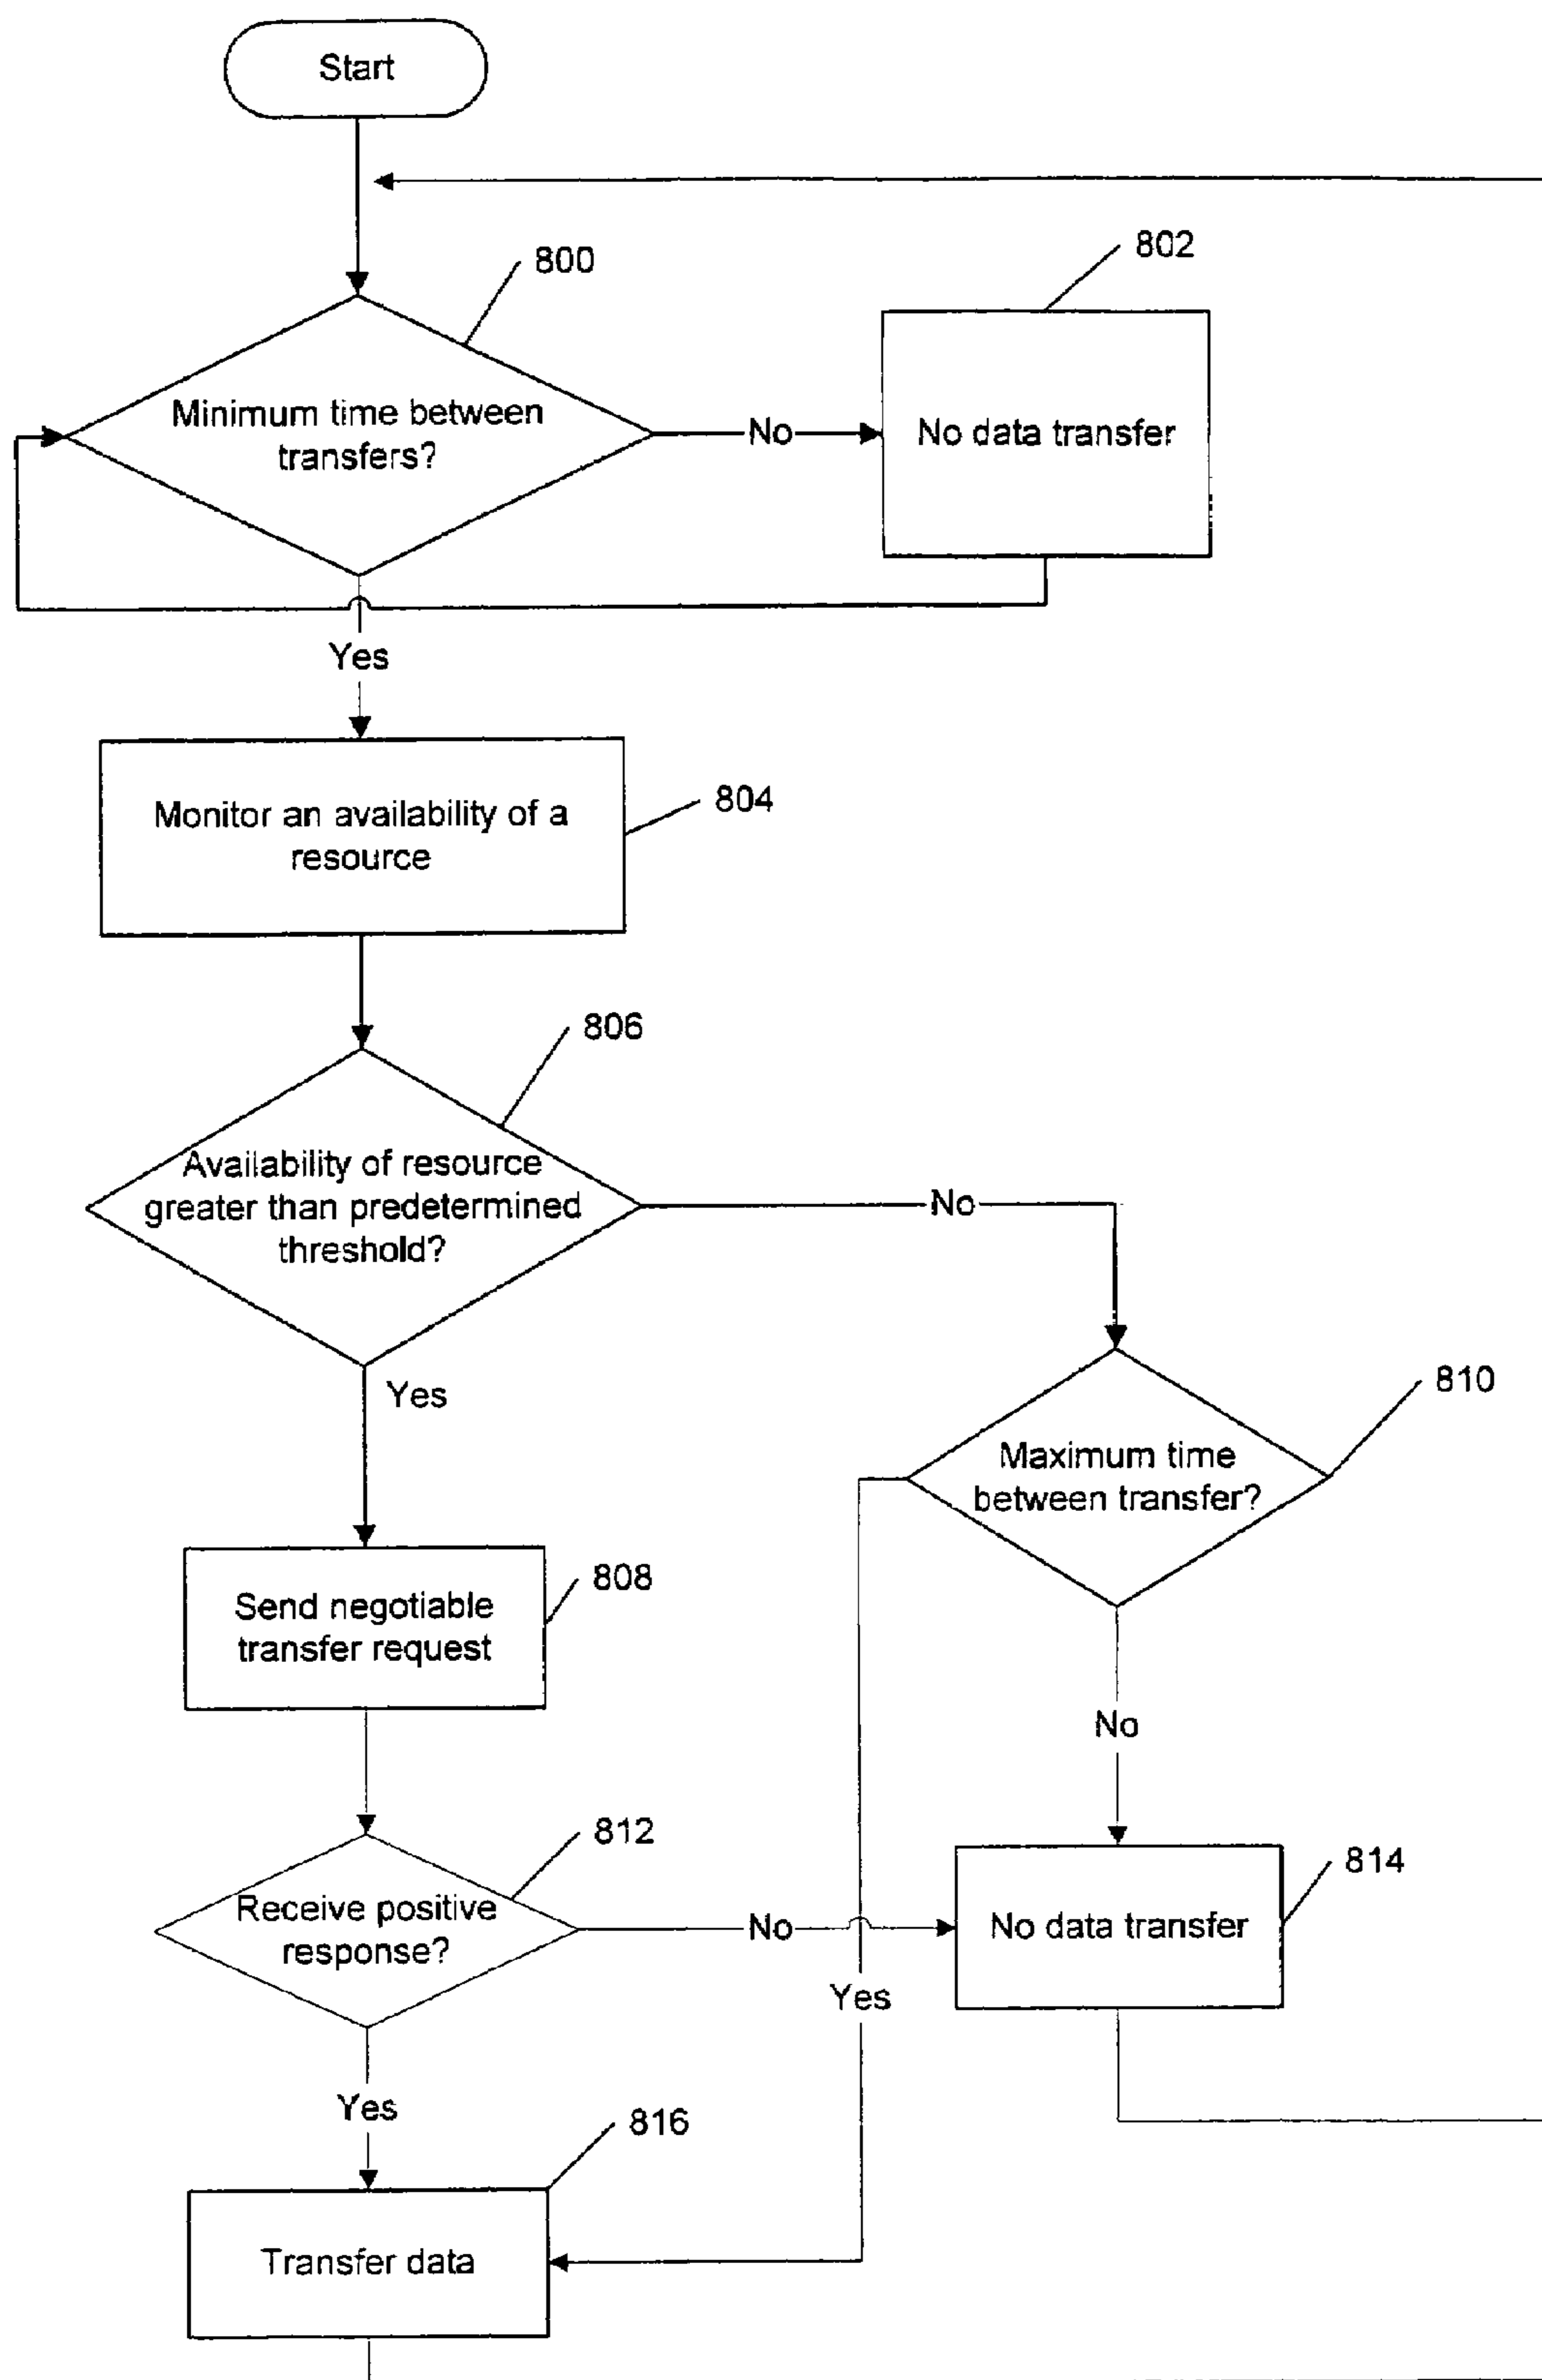 Start
800
802
Minimum time between
transfers?
No
No data transfer
Yes
Monitor an availability of a
resource
804
806
Availability of resource
greater than predetermined
threshold?
No
Yes
810
Maximum time
between transfer?
808
Send negotiable
transfer request
No
812
Receive positive
response?
No
814
No data transfer
Yes
Yes
816
Transfer data